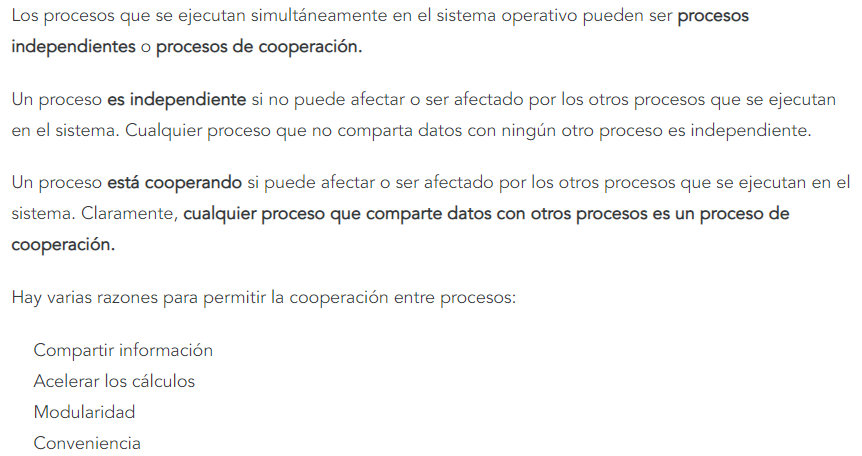 Los procesos que se ejecutan simultáneamente en el sistema operativo pueden ser procesos
independientes o procesos de cooperación.
Un proceso es independiente si no puede afectar o ser afectado por los otros procesos que se ejecutan
en el sistema. Cualquier proceso que no comparta datos con ningún otro proceso es independiente.
Un proceso está cooperando si puede afectar o ser afectado por los otros procesos que se ejecutan en el
sistema. Claramente, cualquier proceso que comparte datos con otros procesos es un proceso de
cooperación.
Hay varias razones para permitir la cooperación entre procesos:
Compartir información
Acelerar los cálculos
Modularidad
Conveniencia